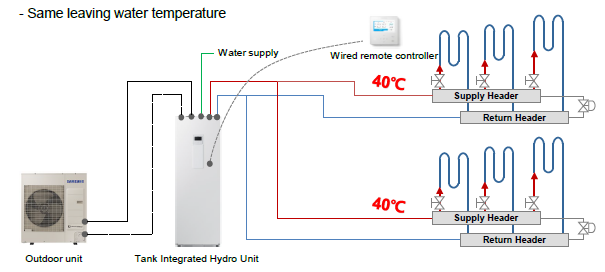 - Same leaving water temperature
Water supply
Wired remote controller
40℃
Supply Header
Return Header
40℃
Supply Header
Return Header
Outdoor unit
Tank Integrated Hydro Unit